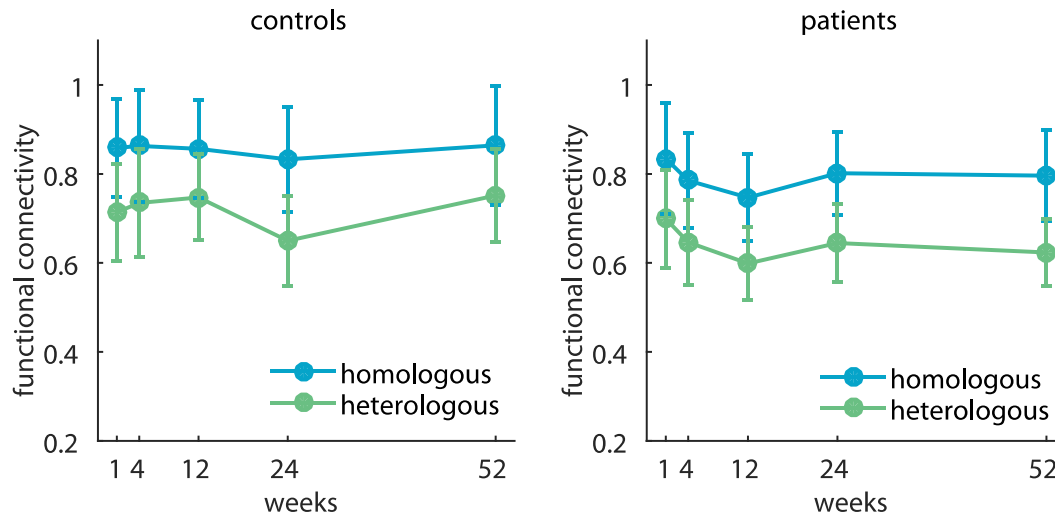 controls
functional connectivity
1
0.8
0.6
0.4
0.2
homologous
heterologous
1 4 12 24 52
weeks
patients
functional connectivity
1
0.8
0.6
0.4
0.2
homologous
heterologous
1 4 12 24 52
weeks